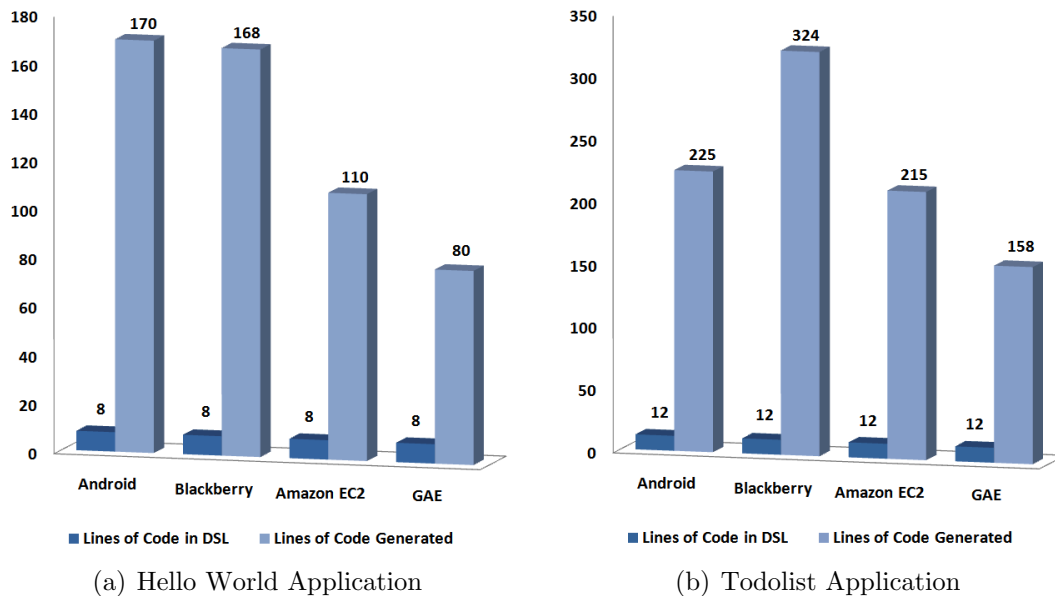 180
160
140
120
100
80
60
40
20
0
170
168
110
80
8
8
8
8
Android
Blackberry
Amazon EC2
GAE
Lines of Code in DSL
Lines of Code Generated
(a) Hello World Application
350
300
250
200
150
100
50
0
225
324
215
158
12
12
12
12
Android
Blackberry
Amazon EC2
GAE
Lines of Code in DSL
Lines of Code Generated
(b) Todolist Application